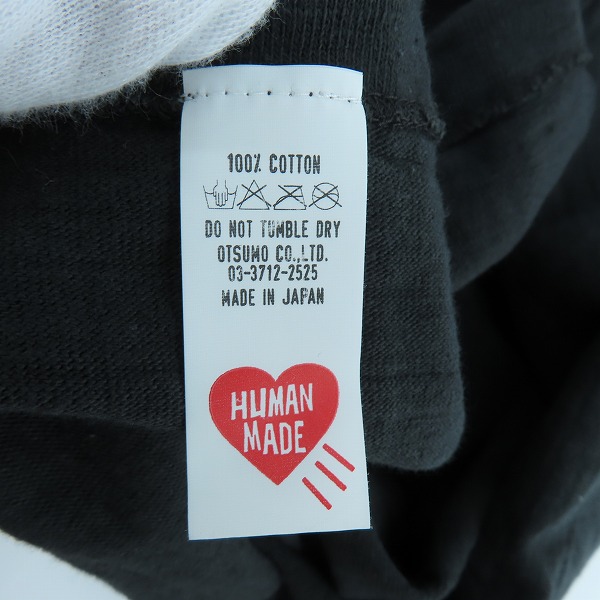 100% COTTON
DO NOT TUMBLE DRY
OTSUMO CO.,LTD.
03-3712-2525
MADE IN JAPAN
HUMAN
MADE